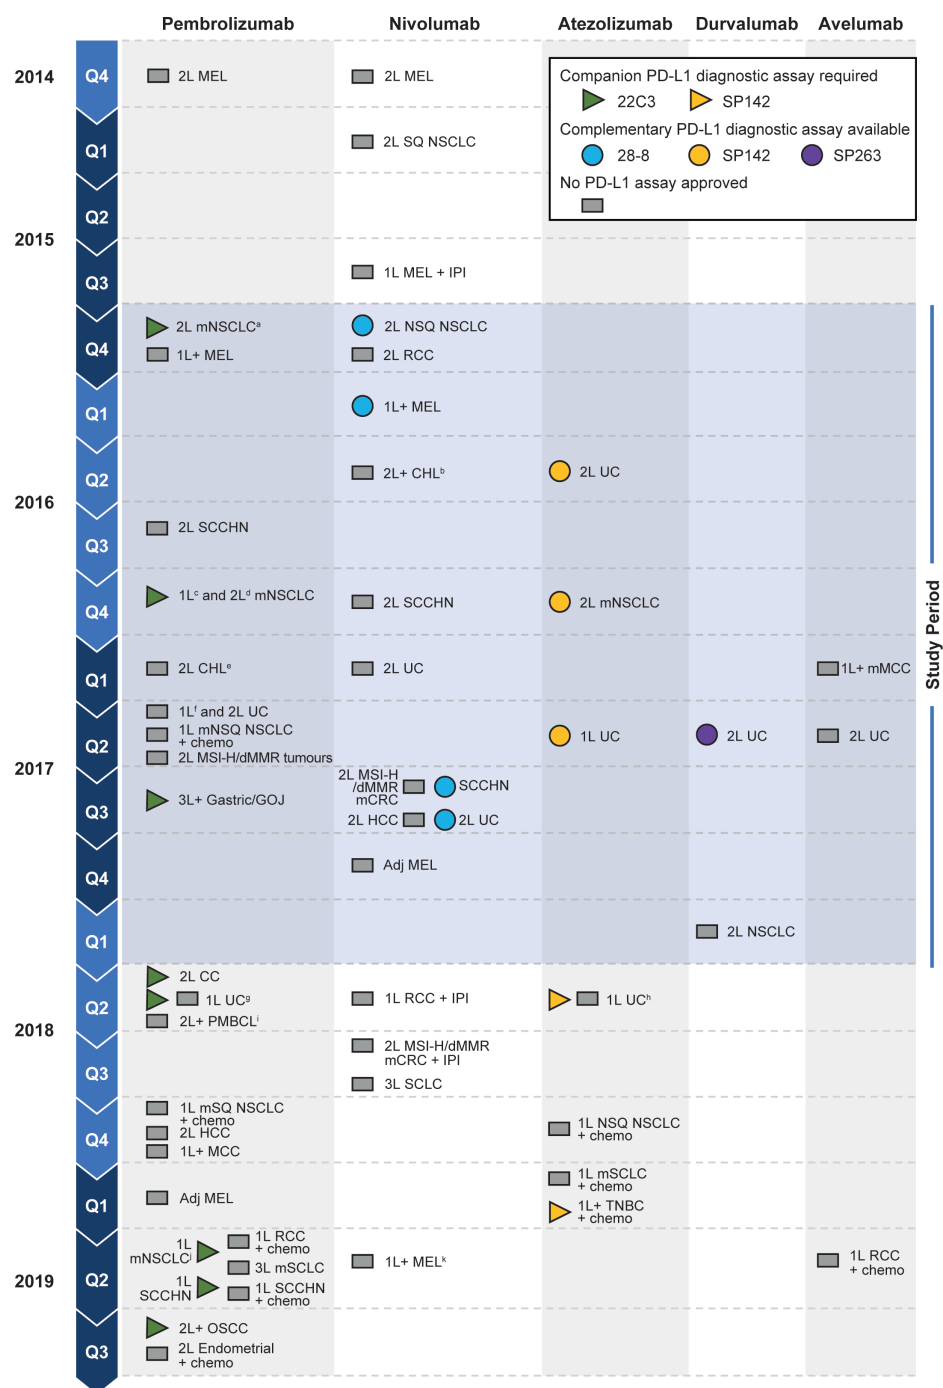 Pembrolizumab Nivolumab Atezolizumab Durvalumab Avelumab
Companion PD-L1 diagnostic assay required
22C3 SP142
Complementary PD-L1 diagnostic assay available
28-8 SP142 SP263
No PD-L1 assay approved
2014
Q4
2L MEL
2L MEL
2015
Q1
2L SQ NSCLC
Q2
Q3
1L MEL + IPI
Q4
2L mNSCLCᵃ
1L+ MEL
2L NSQ NSCLC
2L RCC
2016
Q1
1L+ MEL
Q2
2L+ CHLᵇ
2L UC
Q3
2L SCCHN
Q4
1Lᶜ and 2Lᵈ mNSCLC
2L SCCHN
2L mNSCLC
Study Period
2017
Q1
2L CHLᵉ
2L UC
1L+ mMCC
Q2
1Lᶠ and 2L UC
1L mNSQ NSCLC
+ chemo
2L MSI-H/dMMR tumours
1L UC
2L UC
2L UC
Q3
3L+ Gastric/GOJ
2L MSI-H
/dMMR
mCRC
SCCHN
2L HCC
2L UC
Q4
Adj MEL
2018
Q1
2L NSCLC
Q2
2L CC
1L UCᵍ
2L+ PMBCLⁱ
1L RCC + IPI
1L UCʰ
Q3
2L MSI-H/dMMR
mCRC + IPI
3L SCLC
Q4
1L mSQ NSCLC
+ chemo
2L HCC
1L+ MCC
1L NSQ NSCLC
+ chemo
2019
Q1
Adj MEL
1L mSCLC
+ chemo
1L+ TNBC
+ chemo
Q2
1L
mNSCLCʲ
1L RCC
+ chemo
3L mSCLC
1L
SCCHN
1L SCCHN
+ chemo
1L+ MELᵏ
1L RCC
+ chemo
Q3
2L+ OSCC
2L Endometrial
+ chemo